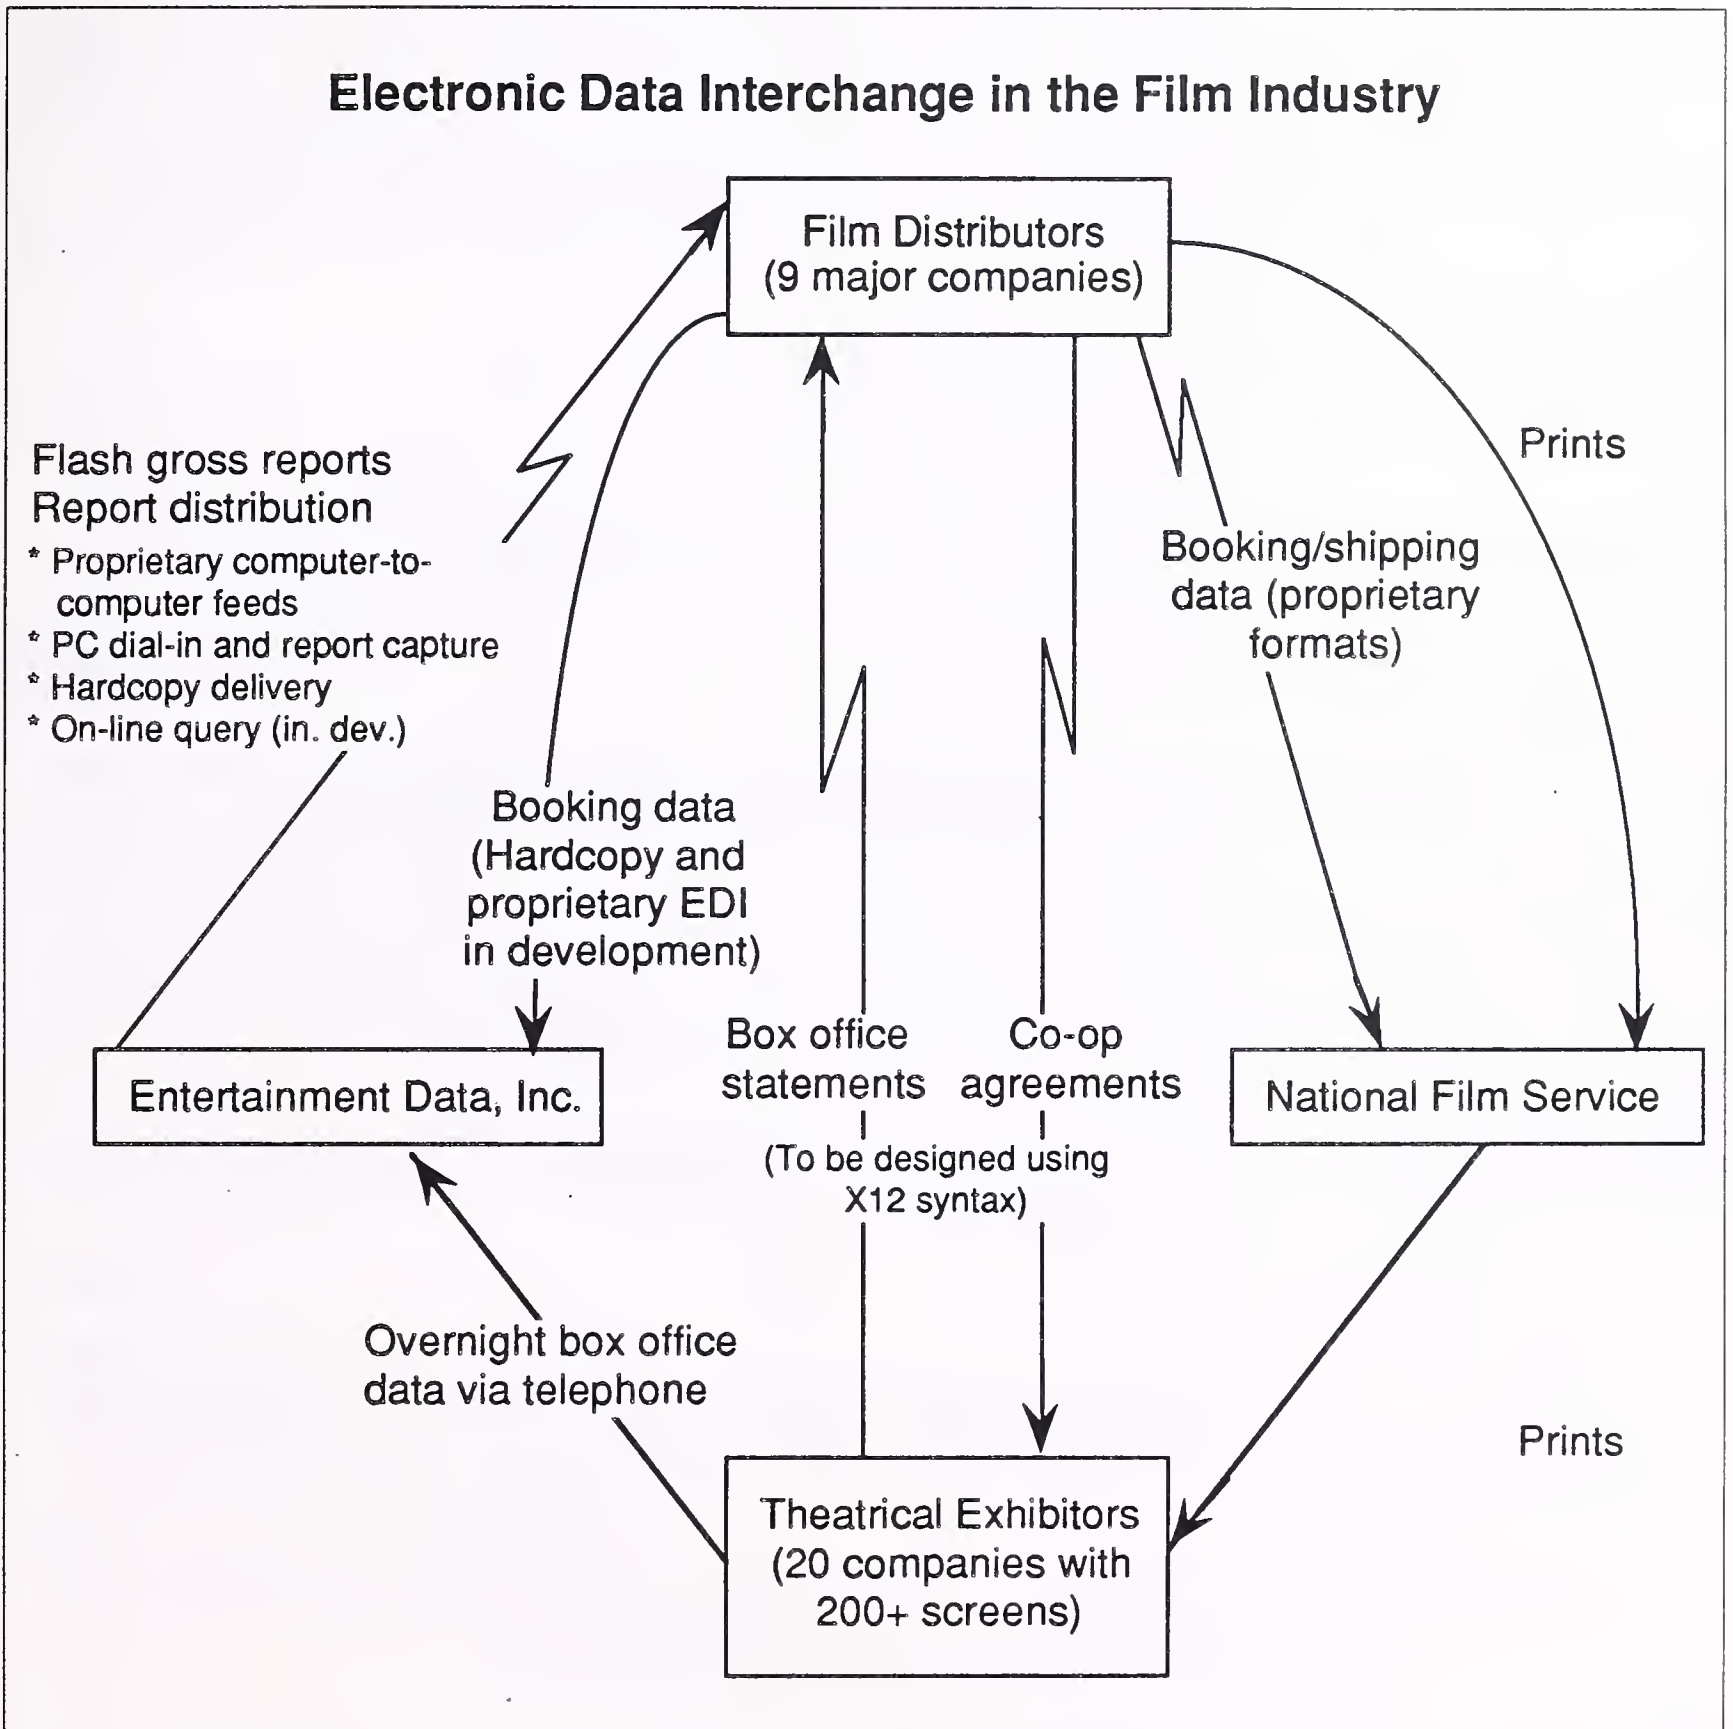 Electronic Data Interchange in the Film Industry
Film Distributors
(9 major companies)
Flash gross reports
Report distribution
* Proprietary computer-to-
computer feeds
* PC dial-in and report capture
* Hardcopy delivery
* On-line query (in. dev.)
Prints
Booking/shipping
data (proprietary
formats)
Booking data
(Hardcopy and
proprietary EDI
in development)
Box office
statements
Co-op
agreements
(To be designed using
X12 syntax)
Entertainment Data, Inc.
National Film Service
Overnight box office
data via telephone
Prints
Theatrical Exhibitors
(20 companies with
200+ screens)